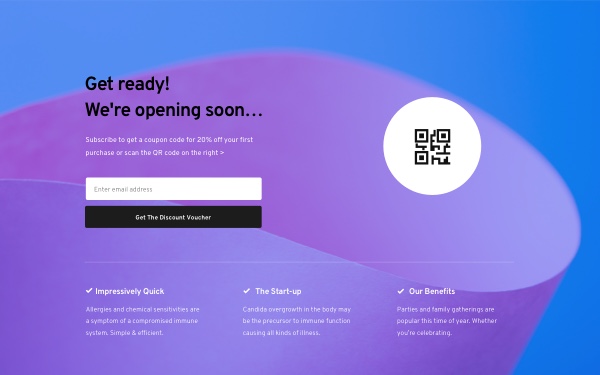 Get ready!
We're opening soon...
Subscribe to get a coupon code for 20% off your first
purchase or scan the QR code on the right >
Enter email address
Get The Discount Voucher
Impressively Quick
Allergies and chemical sensitivities are
a symptom of a compromised immune
system. Simple & efficient.
The Start-up
Candida overgrowth in the body may
be the precursor to immune function
causing all kinds of illness.
Our Benefits
Parties and family gatherings are
popular this time of year. Whether
you're celebrating.